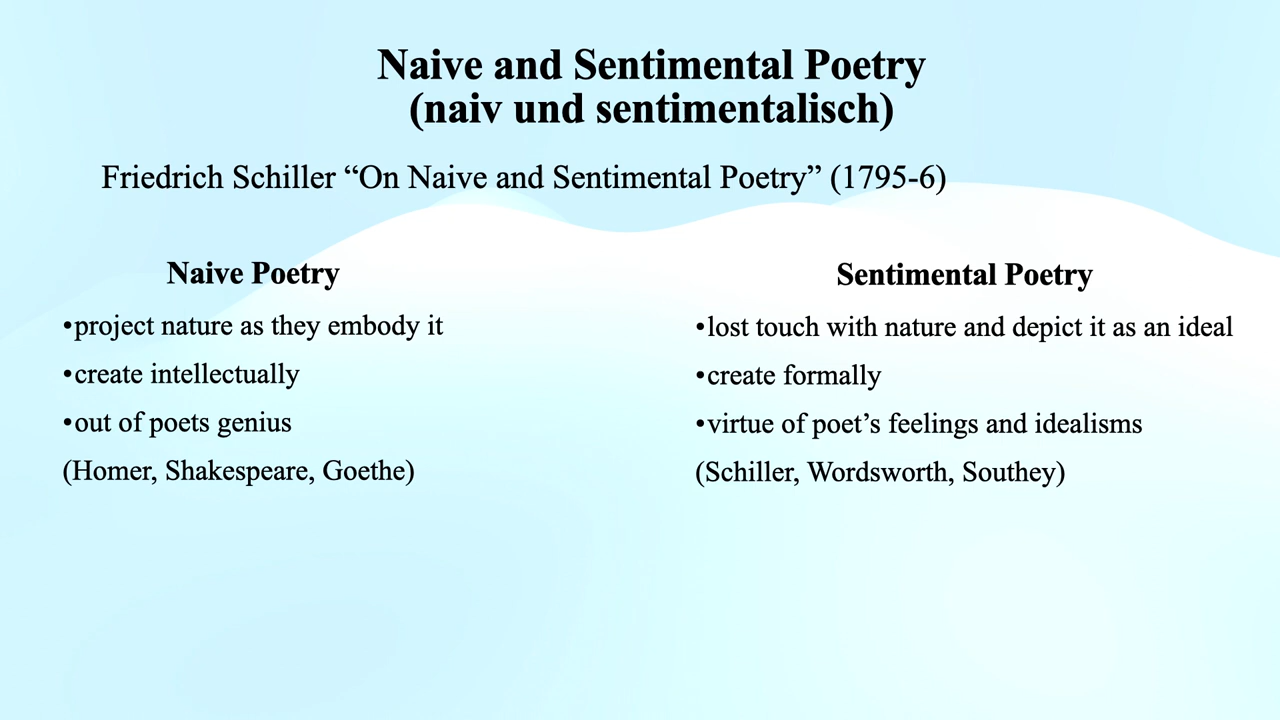 Naive and Sentimental Poetry
(naiv und sentimentalisch)
Friedrich Schiller “On Naive and Sentimental Poetry” (1795-6)
Naive Poetry
•project nature as they embody it
•create intellectually
•out of poets genius
(Homer, Shakespeare, Goethe)
Sentimental Poetry
•lost touch with nature and depict it as an ideal
•create formally
•virtue of poet’s feelings and idealisms
(Schiller, Wordsworth, Southey)